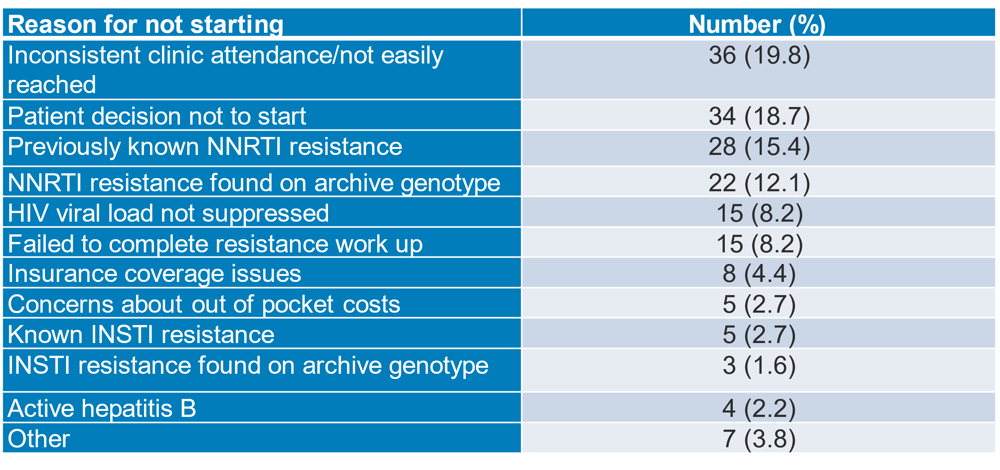 Reason for not starting Number (%)
Inconsistent clinic attendance/not easily 36 (19.8)
reached
Patient decision not to start 34 (18.7)
Previously known NNRTI resistance 28 (15.4)
NNRTI resistance found on archive genotype 22 (12.1)
HIV viral load not suppressed 15 (8.2)
Failed to complete resistance work up 15 (8.2)
Insurance coverage issues 8 (4.4)
Concerns about out of pocket costs 5 (2.7)
Known INSTI resistance 5 (2.7)
INSTI resistance found on archive genotype 3 (1.6)
Active hepatitis B 4 (2.2)
Other 7 (3.8)